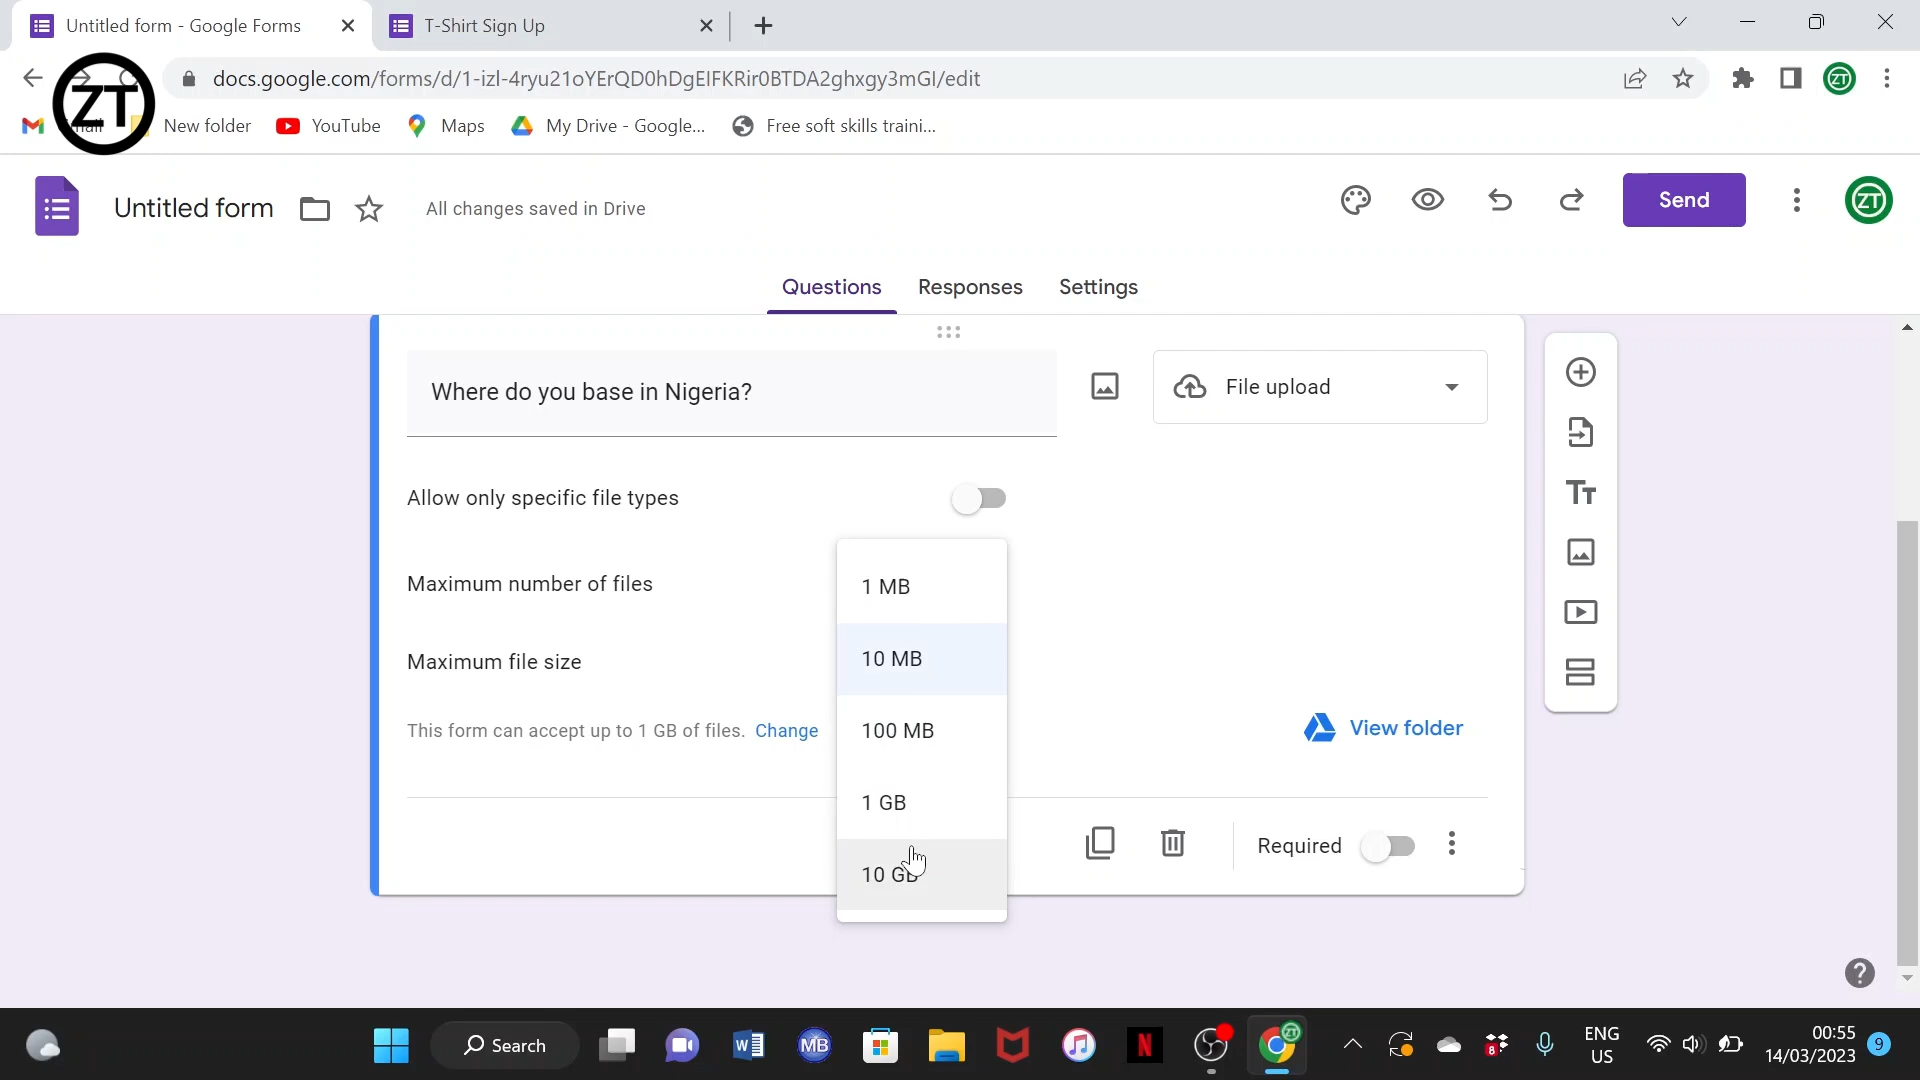 Untitled form - Google Forms
T-Shirt Sign Up
docs.google.com/forms/d/1-izl-4ryu21oYErQD0hDgEIFKRir0BTDA2ghxgy3mGI/edit
ZT
ZT
New folder
YouTube
Maps
My Drive - Google...
Free soft skills traini...
Untitled form
All changes saved in Drive
Send
ZT
Questions
Responses
Settings
Where do you base in Nigeria?
File upload
Allow only specific file types
Maximum number of files
1 MB
Maximum file size
10 MB
This form can accept up to 1 GB of files. Change
100 MB
View folder
1 GB
Required
10 GB
Search
MB
ENG
US
00:55
14/03/2023
9